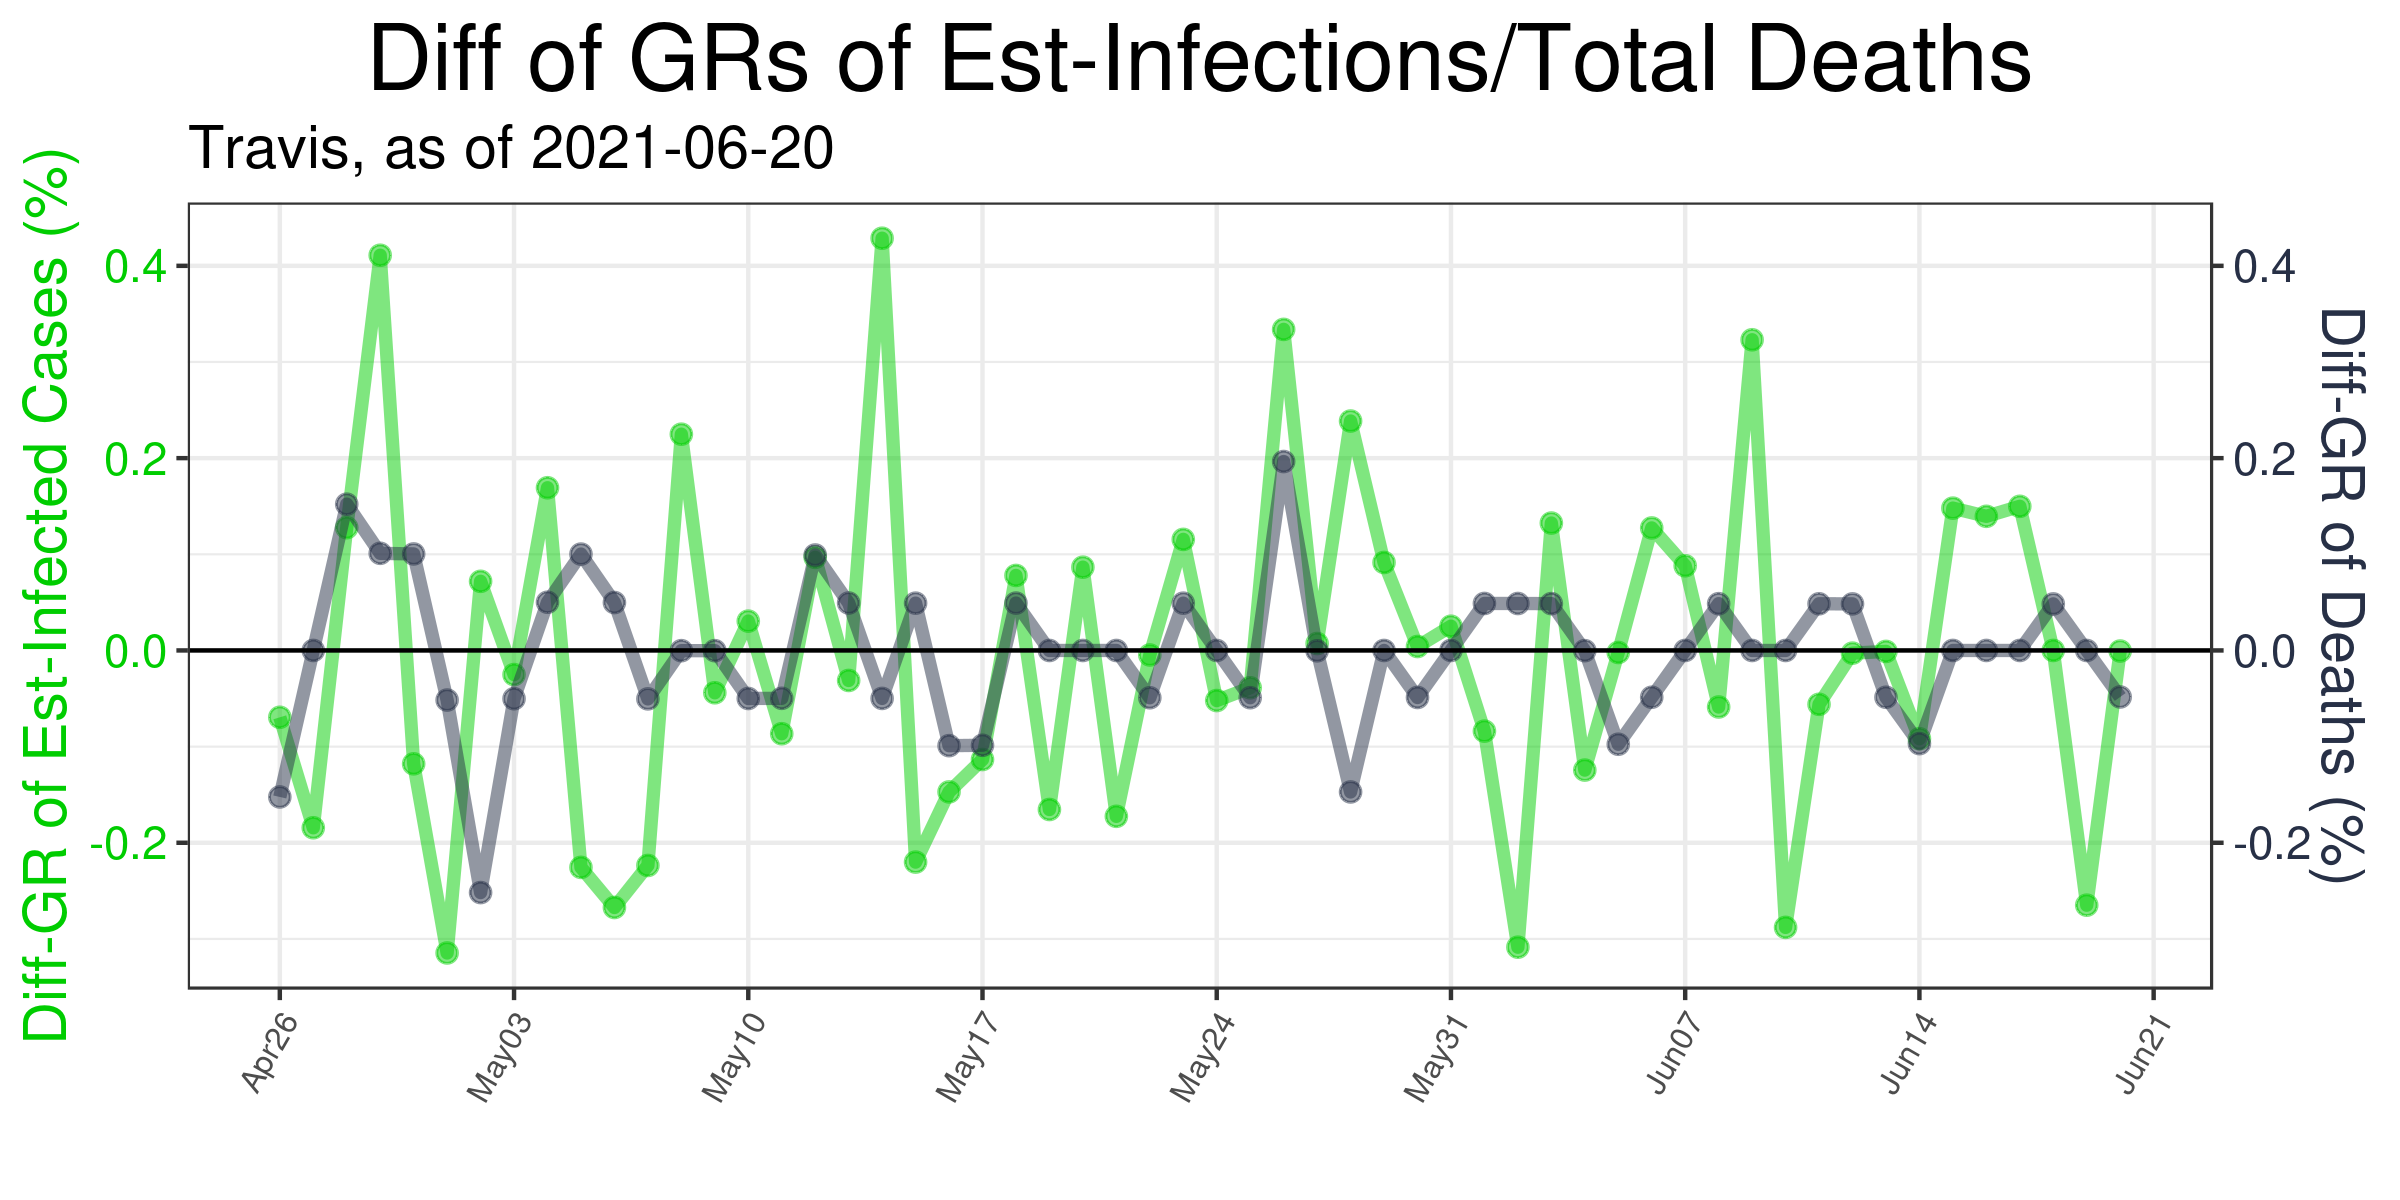 Diff of GRs of Est-Infections/Total Deaths
Travis, as of 2021-06-20
Diff-GR of Est-Infected Cases (%)
0.4
0.2
0.0
-0.2
0.4
0.2
0.0
-0.2
Diff-GR of Deaths (%)
Apr26
May03
May10
May17
May24
May31
Jun07
Jun14
Jun21